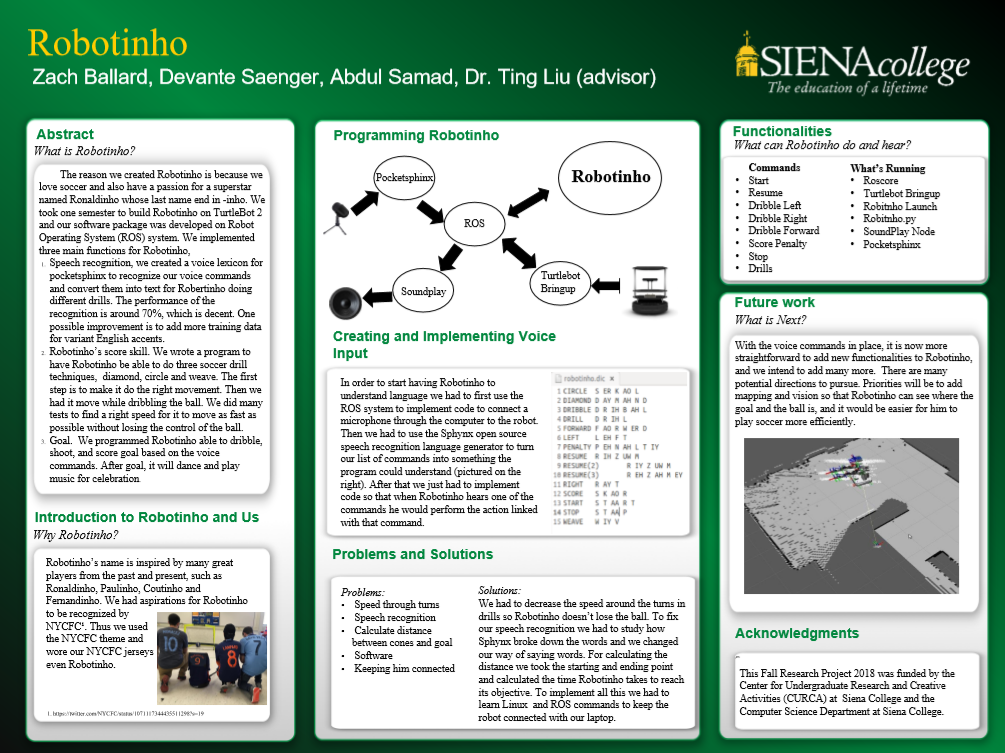 Robotinho
Zach Ballard, Devante Saenger, Abdul Samad, Dr. Ting Liu (advisor)
SIENAcollege
The education of a lifetime
Abstract
What is Robotinho?
The reason we created Robotinho is because we
love soccer and also have a passion for a superstar
named Ronaldinho whose last name end in -inho. We
took one semester to build Robotinho on TurtleBot 2
and our software package was developed on Robot
Operating System (ROS) system. We implemented
three main functions for Robotinho,
1. Speech recognition, we created a voice lexicon for
pocketsphinx to recognize our voice commands
and convert them into text for Robertinho doing
different drills. The performance of the
recognition is around 70%, which is decent. One
possible improvement is to add more training data
for variant English accents.
2. Robotinho's score skill. We wrote a program to
have Robotinho be able to do three soccer drill
techniques, diamond, circle and weave. The first
step is to make it do the right movement. Then we
had it move while dribbling the ball. We did many
tests to find a right speed for it to move as fast as
possible without losing the control of the ball.
3. Goal. We programmed Robotinho able to dribble,
shoot, and score goal based on the voice
commands. After goal, it will dance and play
music for celebration
Introduction to Robotinho and Us
Why Robotinho?
Robotinho's name is inspired by many great
players from the past and present, such as
Ronaldinho, Paulinho, Coutinho and
Fernandinho. We had aspirations for Robotinho
to be recognized by
NYCFC¹. Thus we used
the NYCFC theme and
wore our NYCFC jerseys
even Robotinho.
10
9
8
7
1. https://twitter.com/NYCFC/status/1071117344435511298?s=19
Programming Robotinho
Pocketsphinx
Robotinho
ROS
Soundplay
Turtlebot
Bringup
Creating and Implementing Voice
Input
In order to start having Robotinho to
understand language we had to first use the
ROS system to implement code to connect a
microphone through the computer to the robot.
Then we had to use the Sphynx open source
speech recognition language generator to turn
our list of commands into something the
program could understand (pictured on the
right). After that we just had to implement
code so that when Robotinho hears one of the
commands he would perform the action linked
with that command.
robotinho.dic ×
1 CIRCLE S ER K AO L
2 DIAMOND D AY M AH N D
3 DRIBBLE D R IH B AH L
4 DRILL D R IH L
5 FORWARD F AO R W ER D
6 LEFT L EH F T
7 PENALTY P EH N AH L T IY
8 RESUME R IH Z UW M
9 RESUME(2) R IY Z UW M
10 RESUME(3) R EH Z AH M EY
11 RIGHT R AY T
12 SCORE S K AO R
13 START S T AA R T
14 STOP S T AA P
15 WEAVE W IY V
Problems and Solutions
Problems:
• Speed through turns
• Speech recognition
• Calculate distance
between cones and goal
• Software
• Keeping him connected
Solutions:
We had to decrease the speed around the turns in
drills so Robotinho doesn't lose the ball. To fix
our speech recognition we had to study how
Sphynx broke down the words and we changed
our way of saying words. For calculating the
distance we took the starting and ending point
and calculated the time Robotinho takes to reach
its objective. To implement all this we had to
learn Linux and ROS commands to keep the
robot connected with our laptop.
Functionalities
What can Robotinho do and hear?
Commands
• Start
• Resume
• Dribble Left
• Dribble Right
• Dribble Forward
• Score Penalty
• Stop
• Drills
What's Running
• Roscore
• Turtlebot Bringup
• Robitnho Launch
• Robitnho.py
• SoundPlay Node
• Pocketsphinx
Future work
What is Next?
With the voice commands in place, it is now more
straightforward to add new functionalities to Robotinho,
and we intend to add many more. There are many
potential directions to pursue. Priorities will be to add
mapping and vision so that Robotinho can see where the
goal and the ball is, and it would be easier for him to
play soccer more efficiently.
Acknowledgments
This Fall Research Project 2018 was funded by the
Center for Undergraduate Research and Creative
Activities (CURCA) at Siena College and the
Computer Science Department at Siena College.